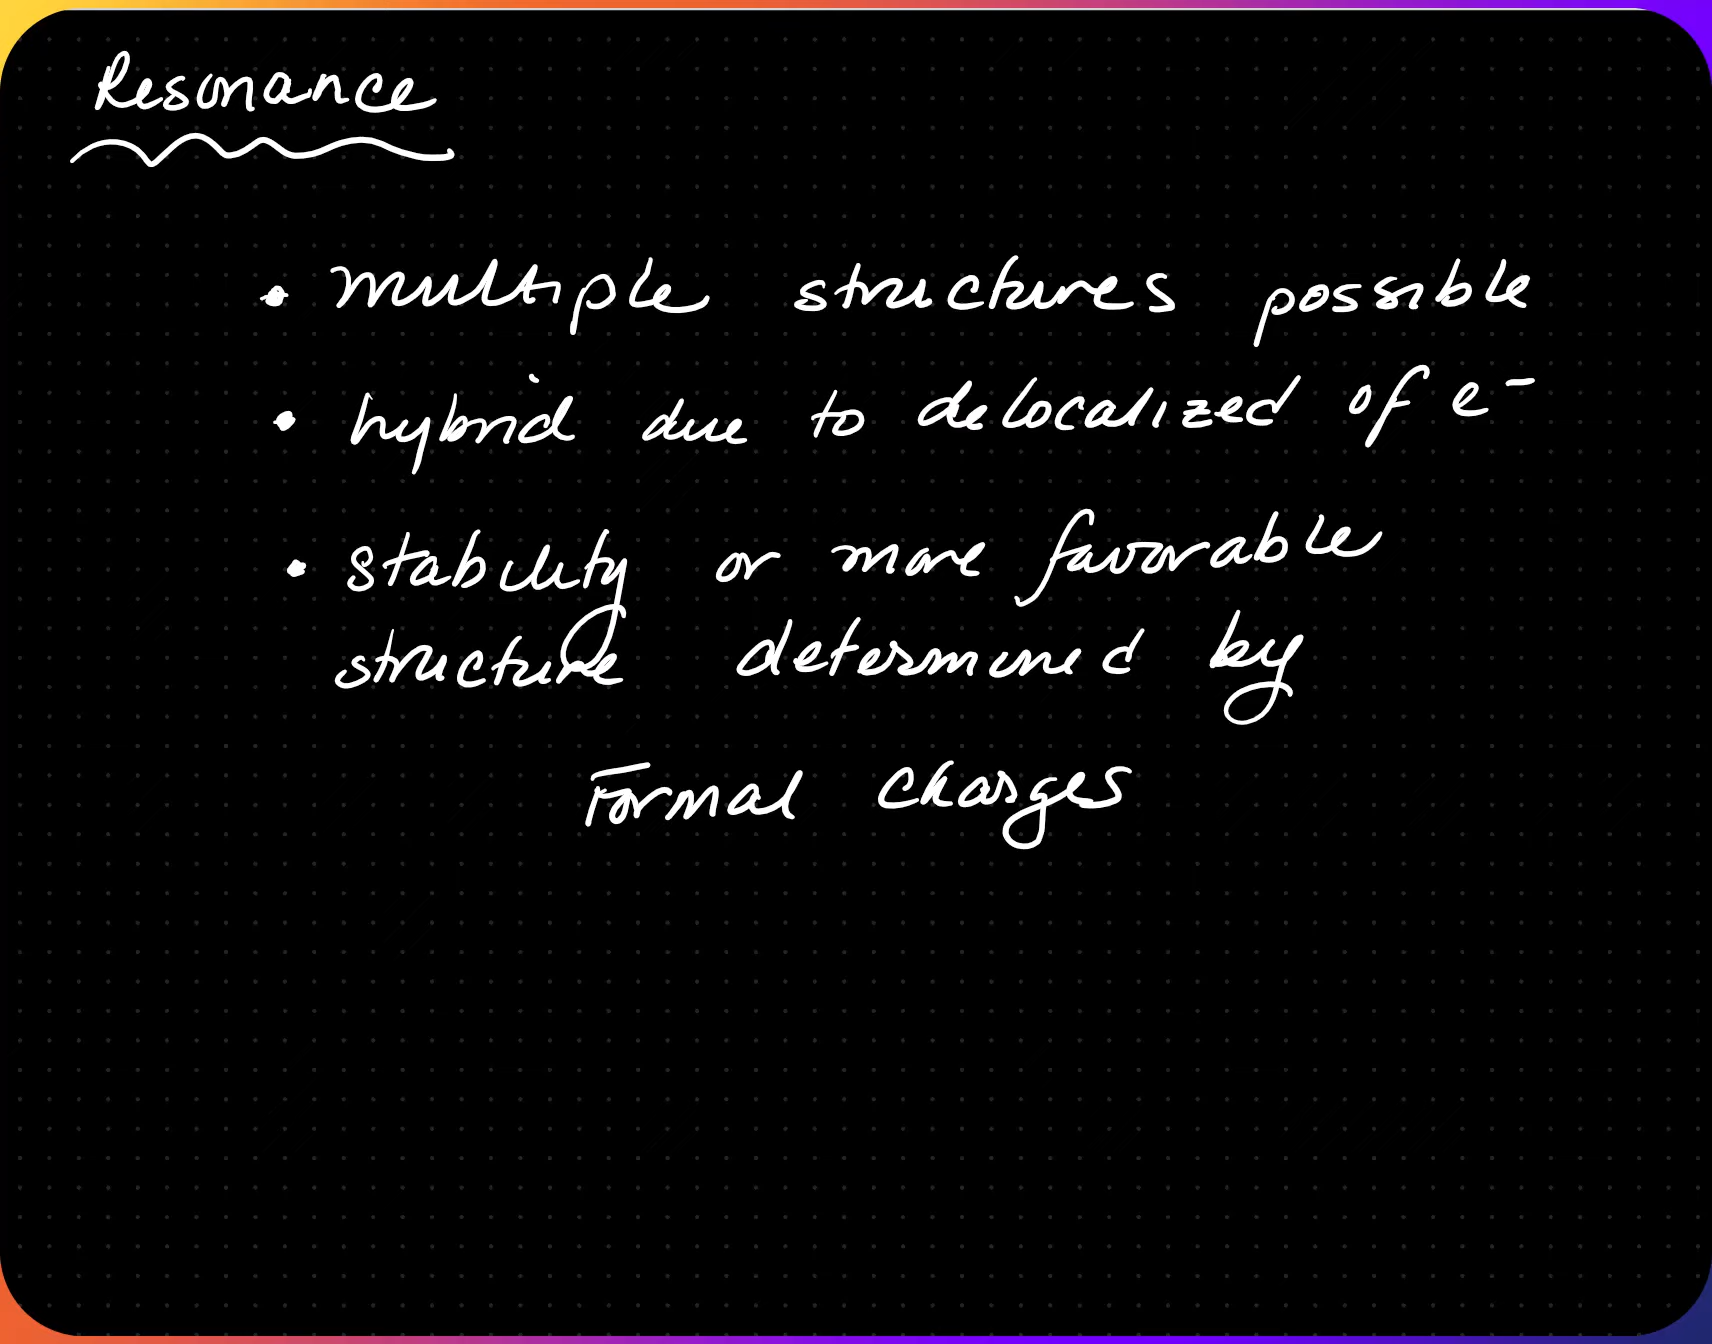 Resonance
• multiple structures possible
• hybrid due to delocalized of e⁻
• stability or more favorable
structure determined by
Formal charges